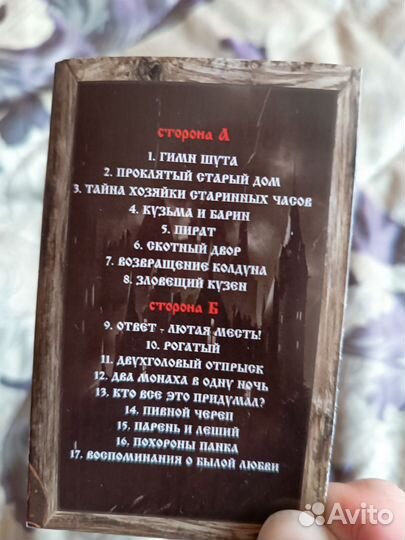 сторона А
1. Гимн шута
2. Проклятый старый дом
3. Тайна хозяйки старинных часов
4. Кузьма и барин
5. Пират
6. Скотный двор
7. Возвращение колдуна
8. Зловещий кузен
сторона Б
9. Ответ - лютая месть!
10. Рогатый
11. Двухголовый отпрыск
12. Два монаха в одну ночь
13. Кто все это придумал?
14. Пивной череп
15. Парень и леший
16. Похороны панка
17. Воспоминания о былой любви
Avito